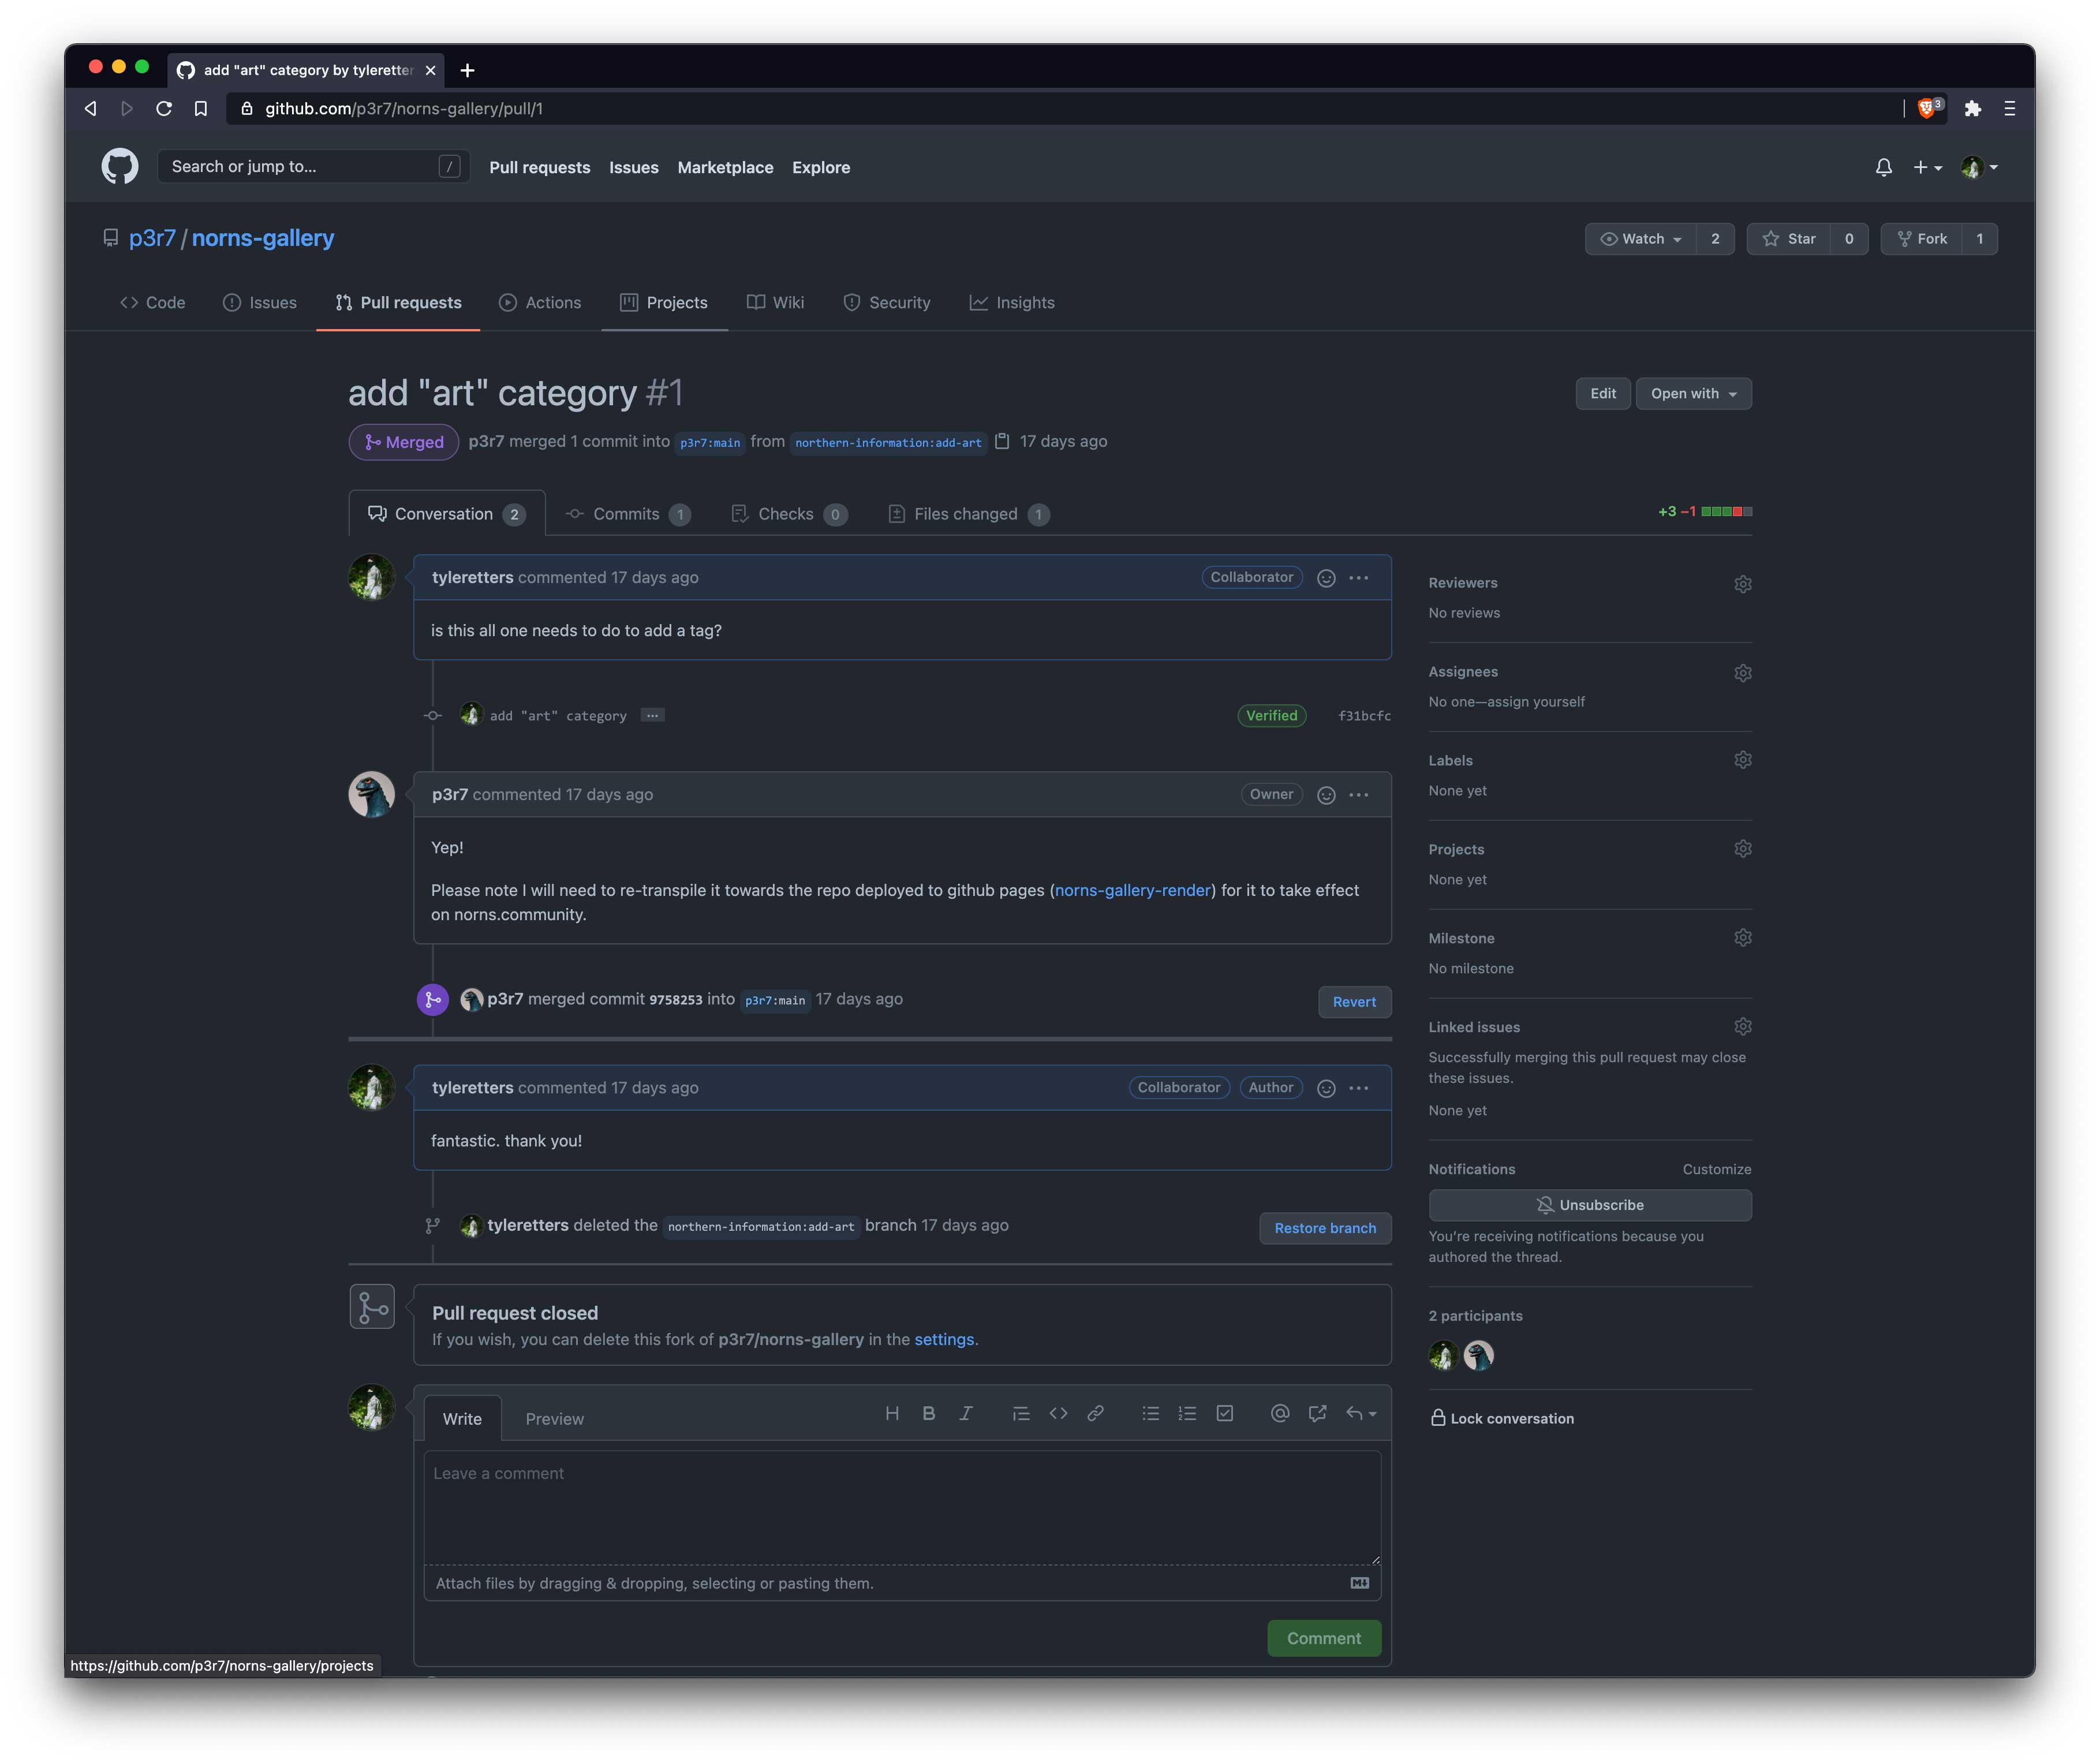 add "art" category by tyleretter
github.com/p3r7/norns-gallery/pull/1
3
Search or jump to...
/
Pull requests
Issues
Marketplace
Explore
p3r7 / norns-gallery
Watch 2
Star 0
Fork 1
Code
Issues
Pull requests
Actions
Projects
Wiki
Security
Insights
add "art" category #1
Edit
Open with
Merged
p3r7 merged 1 commit into p3r7:main from northern-information:add-art 17 days ago
Conversation 2
Commits 1
Checks 0
Files changed 1
+3 −1
tyleretters commented 17 days ago
Collaborator
is this all one needs to do to add a tag?
add "art" category
Verified
f31bcfc
p3r7 commented 17 days ago
Owner
Yep!
Please note I will need to re-transpile it towards the repo deployed to github pages (norns-gallery-render) for it to take effect
on norns.community.
p3r7 merged commit 9758253 into p3r7:main 17 days ago
Revert
tyleretters commented 17 days ago
Collaborator
Author
fantastic. thank you!
tyleretters deleted the northern-information:add-art branch 17 days ago
Restore branch
Pull request closed
If you wish, you can delete this fork of p3r7/norns-gallery in the settings.
Write
Preview
Leave a comment
Attach files by dragging & dropping, selecting or pasting them.
Comment
Reviewers
No reviews
Assignees
No one—assign yourself
Labels
None yet
Projects
None yet
Milestone
No milestone
Linked issues
Successfully merging this pull request may close
these issues.
None yet
Notifications
Customize
Unsubscribe
You're receiving notifications because you
authored the thread.
2 participants
Lock conversation
https://github.com/p3r7/norns-gallery/projects